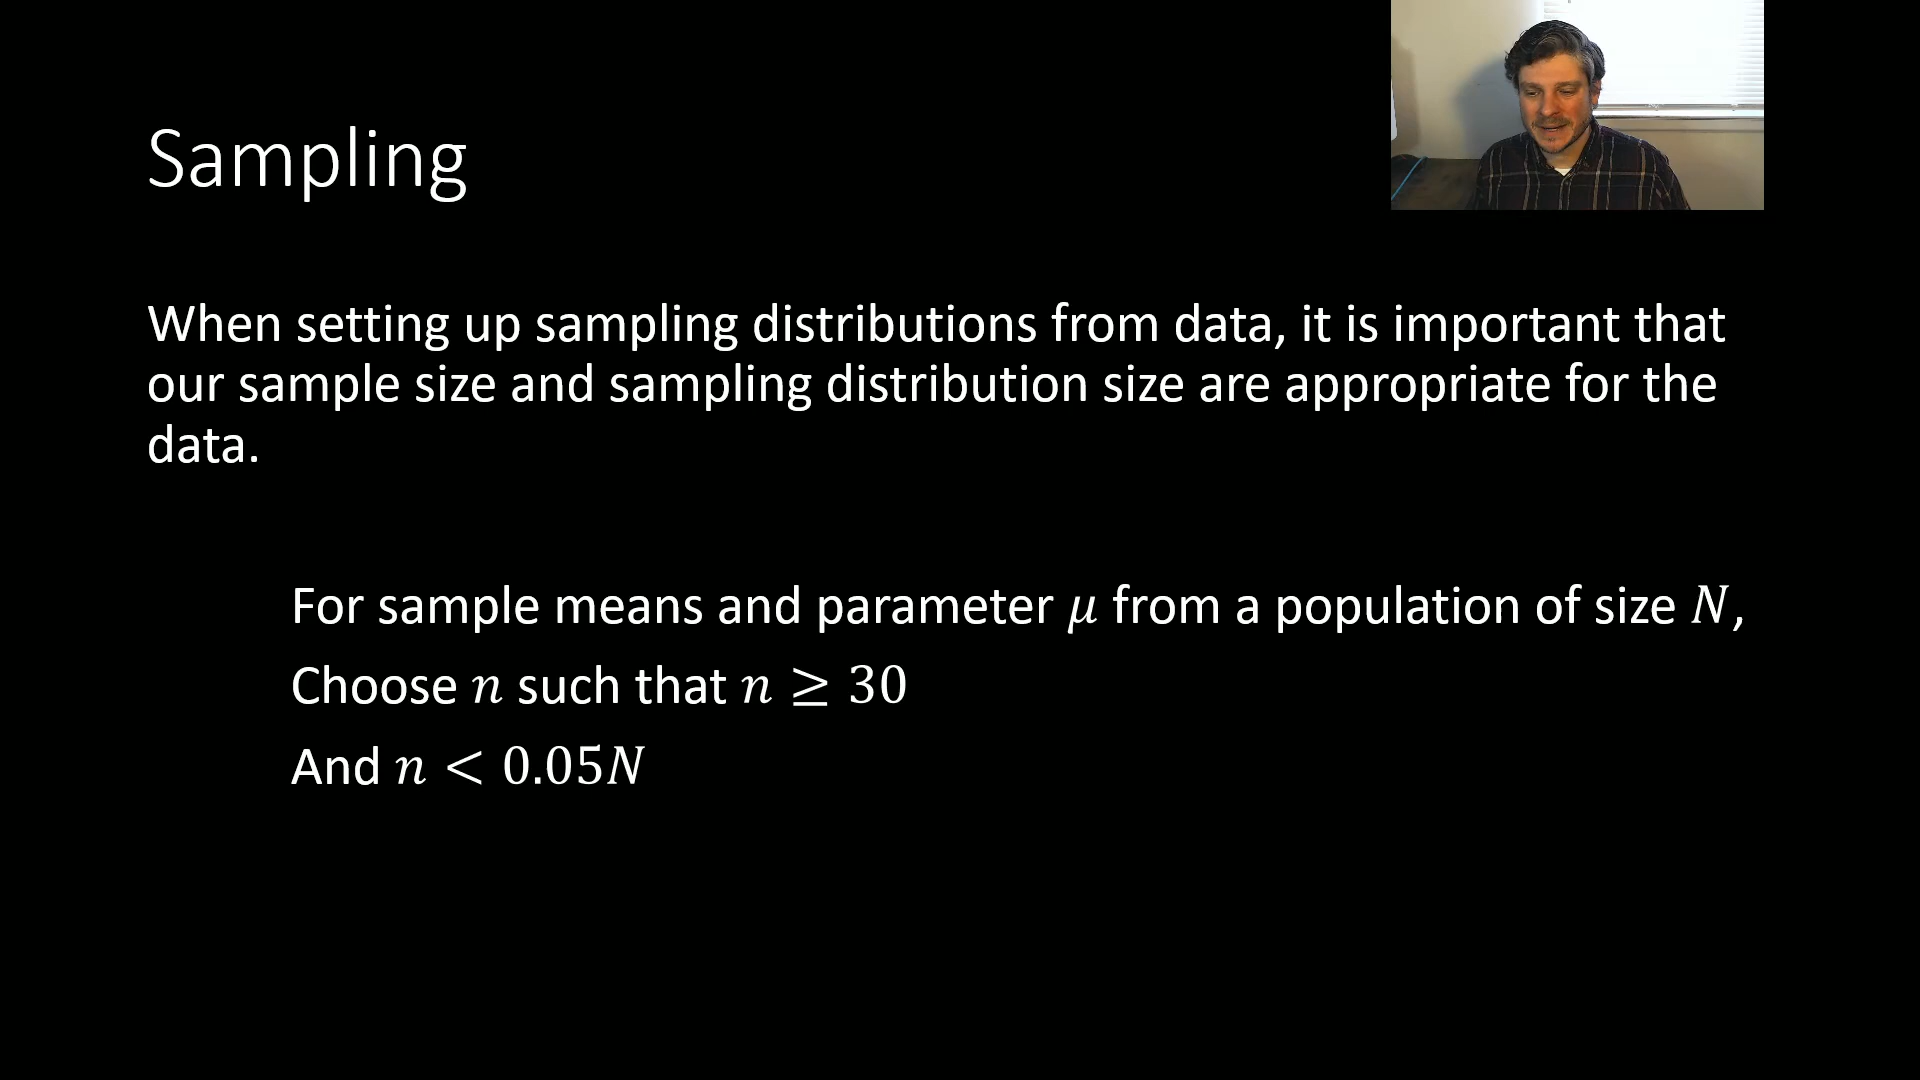 Sampling
When setting up sampling distributions from data, it is important that
our sample size and sampling distribution size are appropriate for the
data.
For sample means and parameter μ from a population of size N,
Choose n such that n ≥ 30
And n < 0.05N